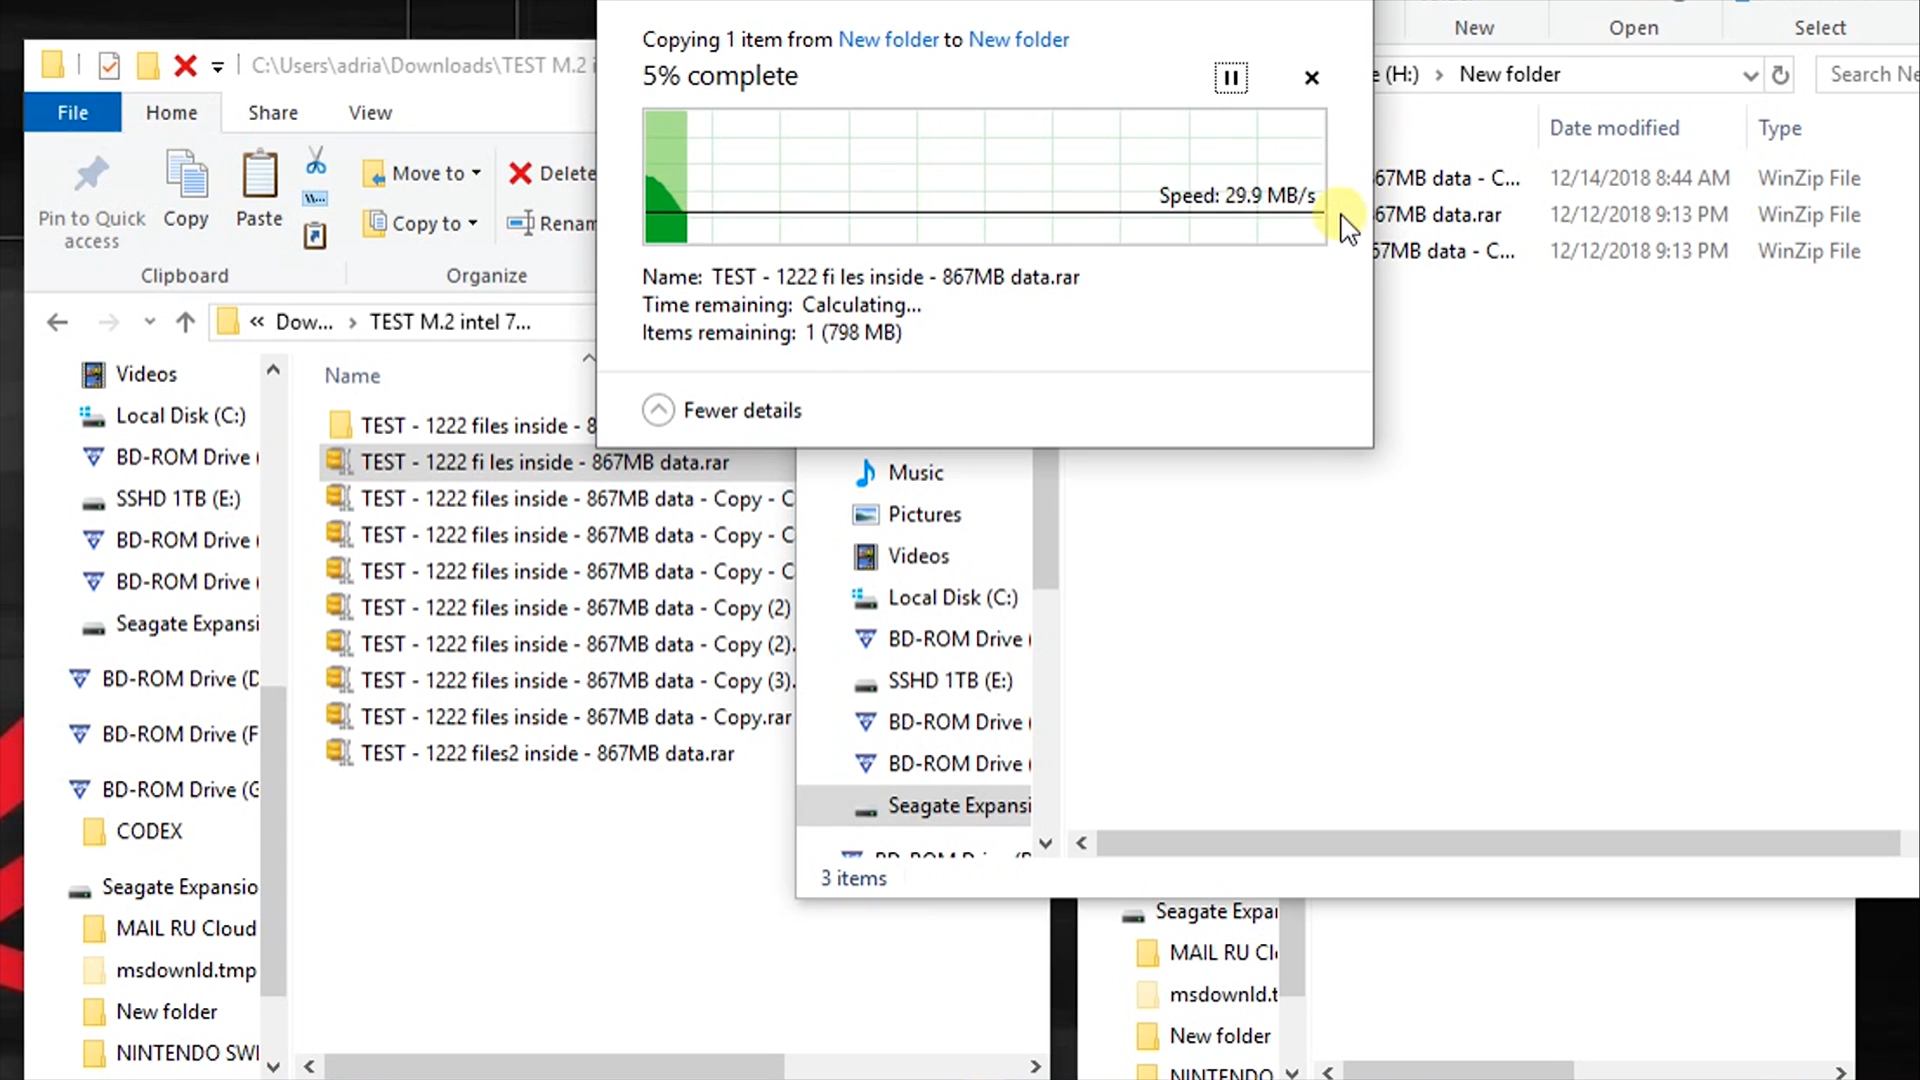 C:\Users\adria\Downloads\TEST M.2 i
File
Home
Share
View
Pin to Quick access
Copy
Paste
Move to
Copy to
Delete
Renam
Clipboard
Organize
« Dow... > TEST M.2 intel 7...
Videos
Local Disk (C:)
BD-ROM Drive (
SSHD 1TB (E:)
BD-ROM Drive (
BD-ROM Drive (
Seagate Expansi
BD-ROM Drive (D
BD-ROM Drive (F
BD-ROM Drive (G
CODEX
Seagate Expansio
MAIL RU Cloud
msdownld.tmp
New folder
NINTENDO SWI
Name
TEST - 1222 files inside - 8
TEST - 1222 fi les inside - 867MB data.rar
TEST - 1222 files inside - 867MB data - Copy - C
TEST - 1222 files inside - 867MB data - Copy - C
TEST - 1222 files inside - 867MB data - Copy - C
TEST - 1222 files inside - 867MB data - Copy (2)
TEST - 1222 files inside - 867MB data - Copy (2).
TEST - 1222 files inside - 867MB data - Copy (3).
TEST - 1222 files inside - 867MB data - Copy.rar
TEST - 1222 files2 inside - 867MB data.rar
Copying 1 item from New folder to New folder
5% complete
Speed: 29.9 MB/s
Name: TEST - 1222 fi les inside - 867MB data.rar
Time remaining: Calculating...
Items remaining: 1 (798 MB)
Fewer details
New
Open
Select
e (H:) > New folder
Search Ne
Date modified
Type
67MB data - C... 12/14/2018 8:44 AM WinZip File
67MB data.rar 12/12/2018 9:13 PM WinZip File
67MB data - C... 12/12/2018 9:13 PM WinZip File
Music
Pictures
Videos
Local Disk (C:)
BD-ROM Drive (
SSHD 1TB (E:)
BD-ROM Drive (
BD-ROM Drive (
Seagate Expansi
3 items
Seagate Expan
MAIL RU Cl
msdownld.t
New folder
NINTENDO